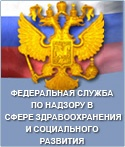 ФЕДЕРАЛЬНАЯ СЛУЖБА
ПО НАДЗОРУ В
СФЕРЕ ЗДРАВООХРАНЕНИЯ
И СОЦИАЛЬНОГО
РАЗВИТИЯ